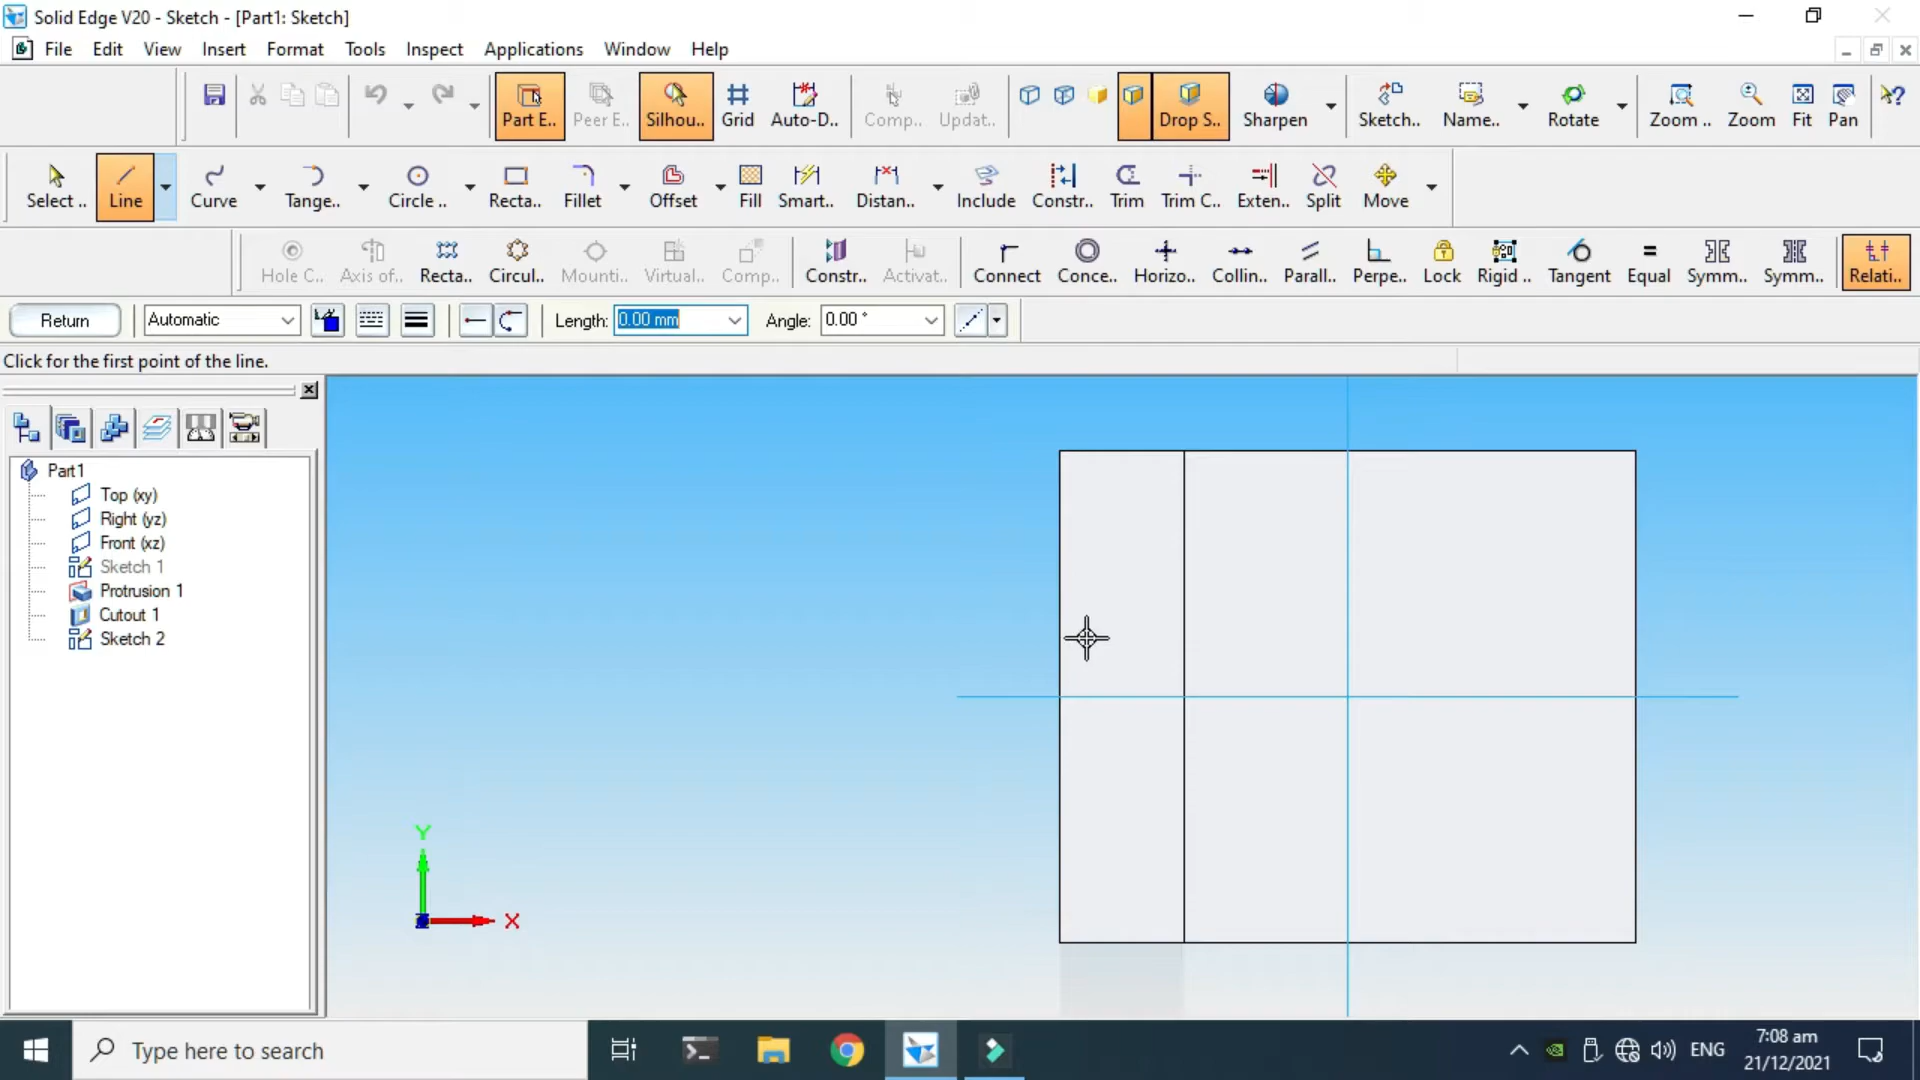 Solid Edge V20 - Sketch - [Part1: Sketch]
File Edit View Insert Format Tools Inspect Applications Window Help
Part E.. Peer E.. Silhou.. Grid Auto-D.. Comp.. Updat.. Drop S.. Sharpen Sketch.. Name.. Rotate Zoom .. Zoom Fit Pan
Select .. Line Curve Tange.. Circle .. Recta.. Fillet Offset Fill Smart.. Distan.. Include Constr.. Trim Trim C.. Exten.. Split Move
Hole C.. Axis of.. Recta.. Circul.. Mounti.. Virtual.. Comp.. Constr.. Activat.. Connect Conce.. Horizo.. Collin.. Parall.. Perpe.. Lock Rigid .. Tangent Equal Symm.. Symm.. Relati..
Return Automatic Length: 0.00 mm Angle: 0.00 °
Click for the first point of the line.
Part1
Top (xy)
Right (yz)
Front (xz)
Sketch 1
Protrusion 1
Cutout 1
Sketch 2
Y
X
Type here to search
ENG
7:08 am
21/12/2021